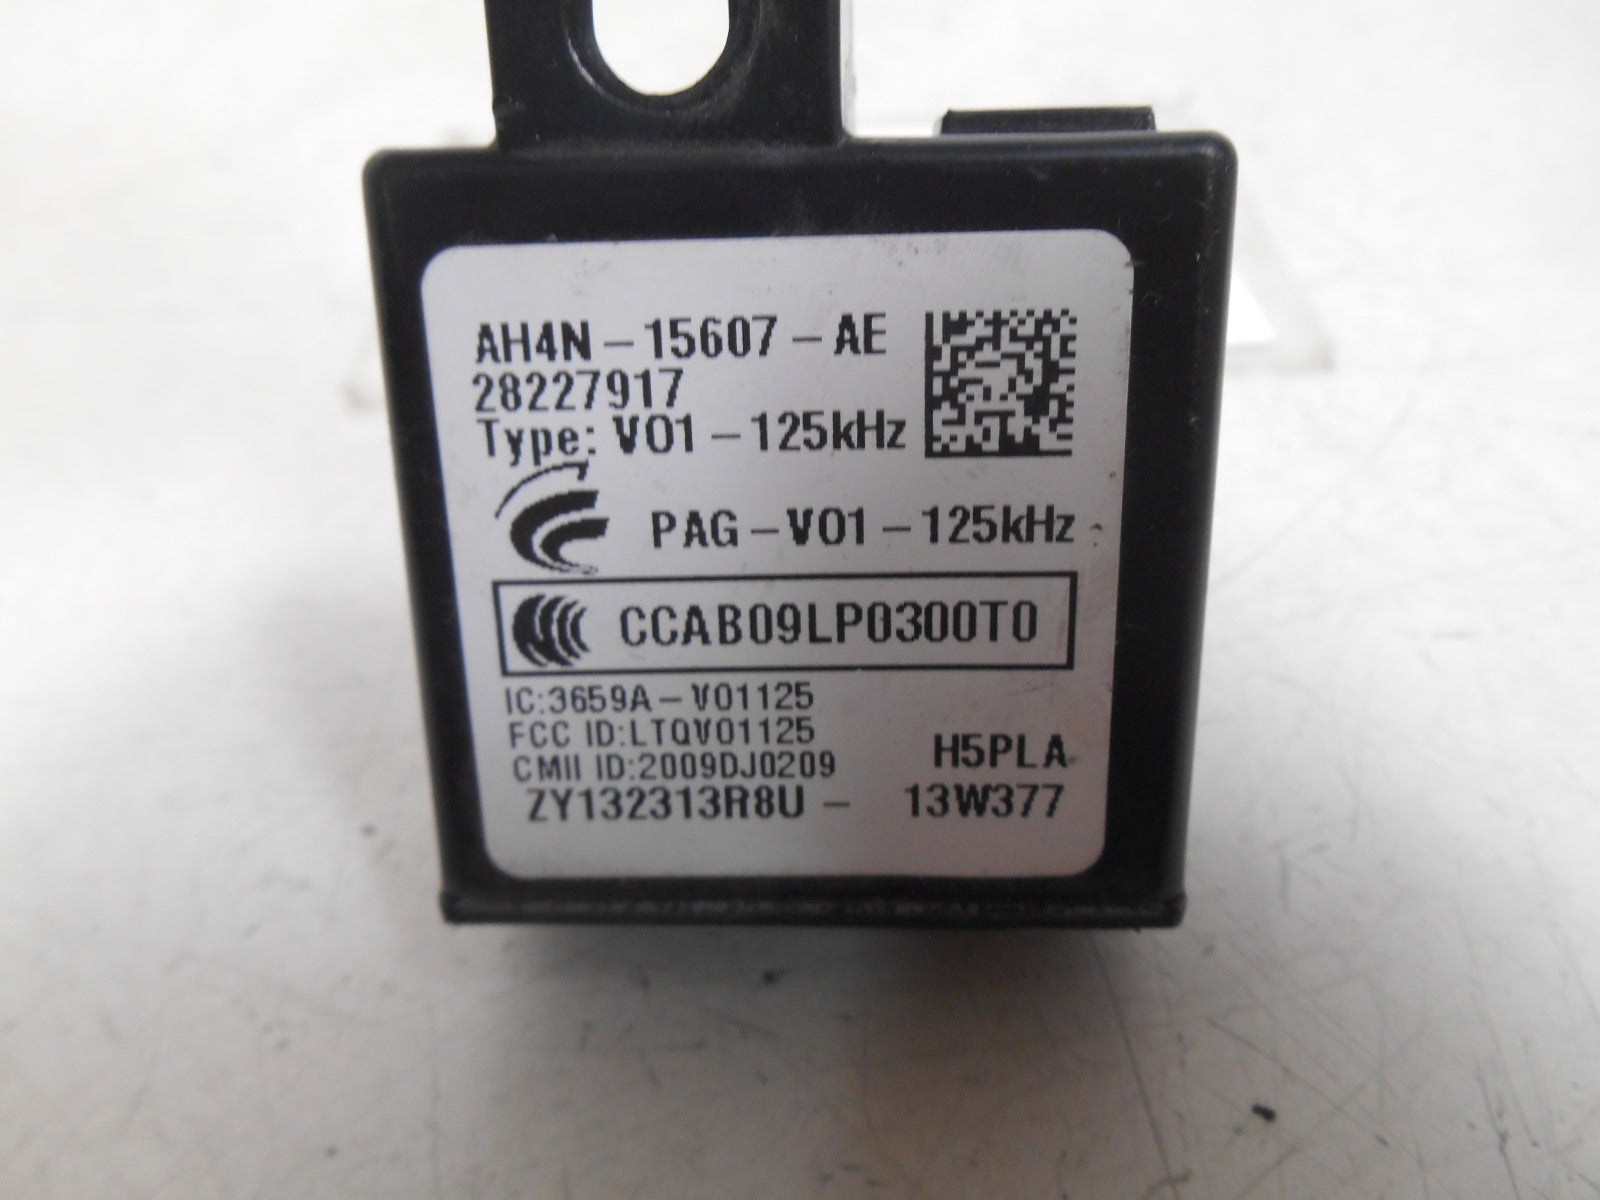 AH4N-15607-AE
28227917
Type: V01-125kHz
PAG-V01-125kHz
CCAB09LP0300T0
IC:3659A-V01125
FCC ID:LTQV01125
CMII ID:2009DJ0209
H5PLA
ZY132313R8U- 13W377